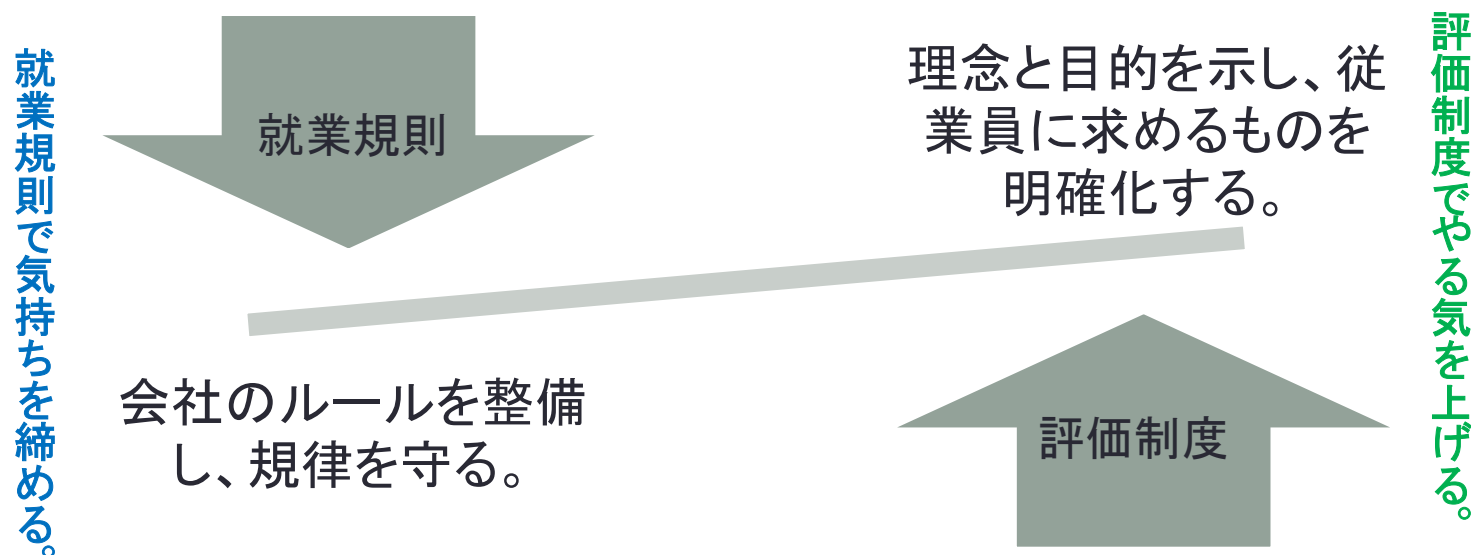 就業規則で気持ちを締める。
就業規則
会社のルールを整備
し、規律を守る。
理念と目的を示し、従
業員に求めるものを
明確化する。
評価制度
評価制度でやる気を上げる。